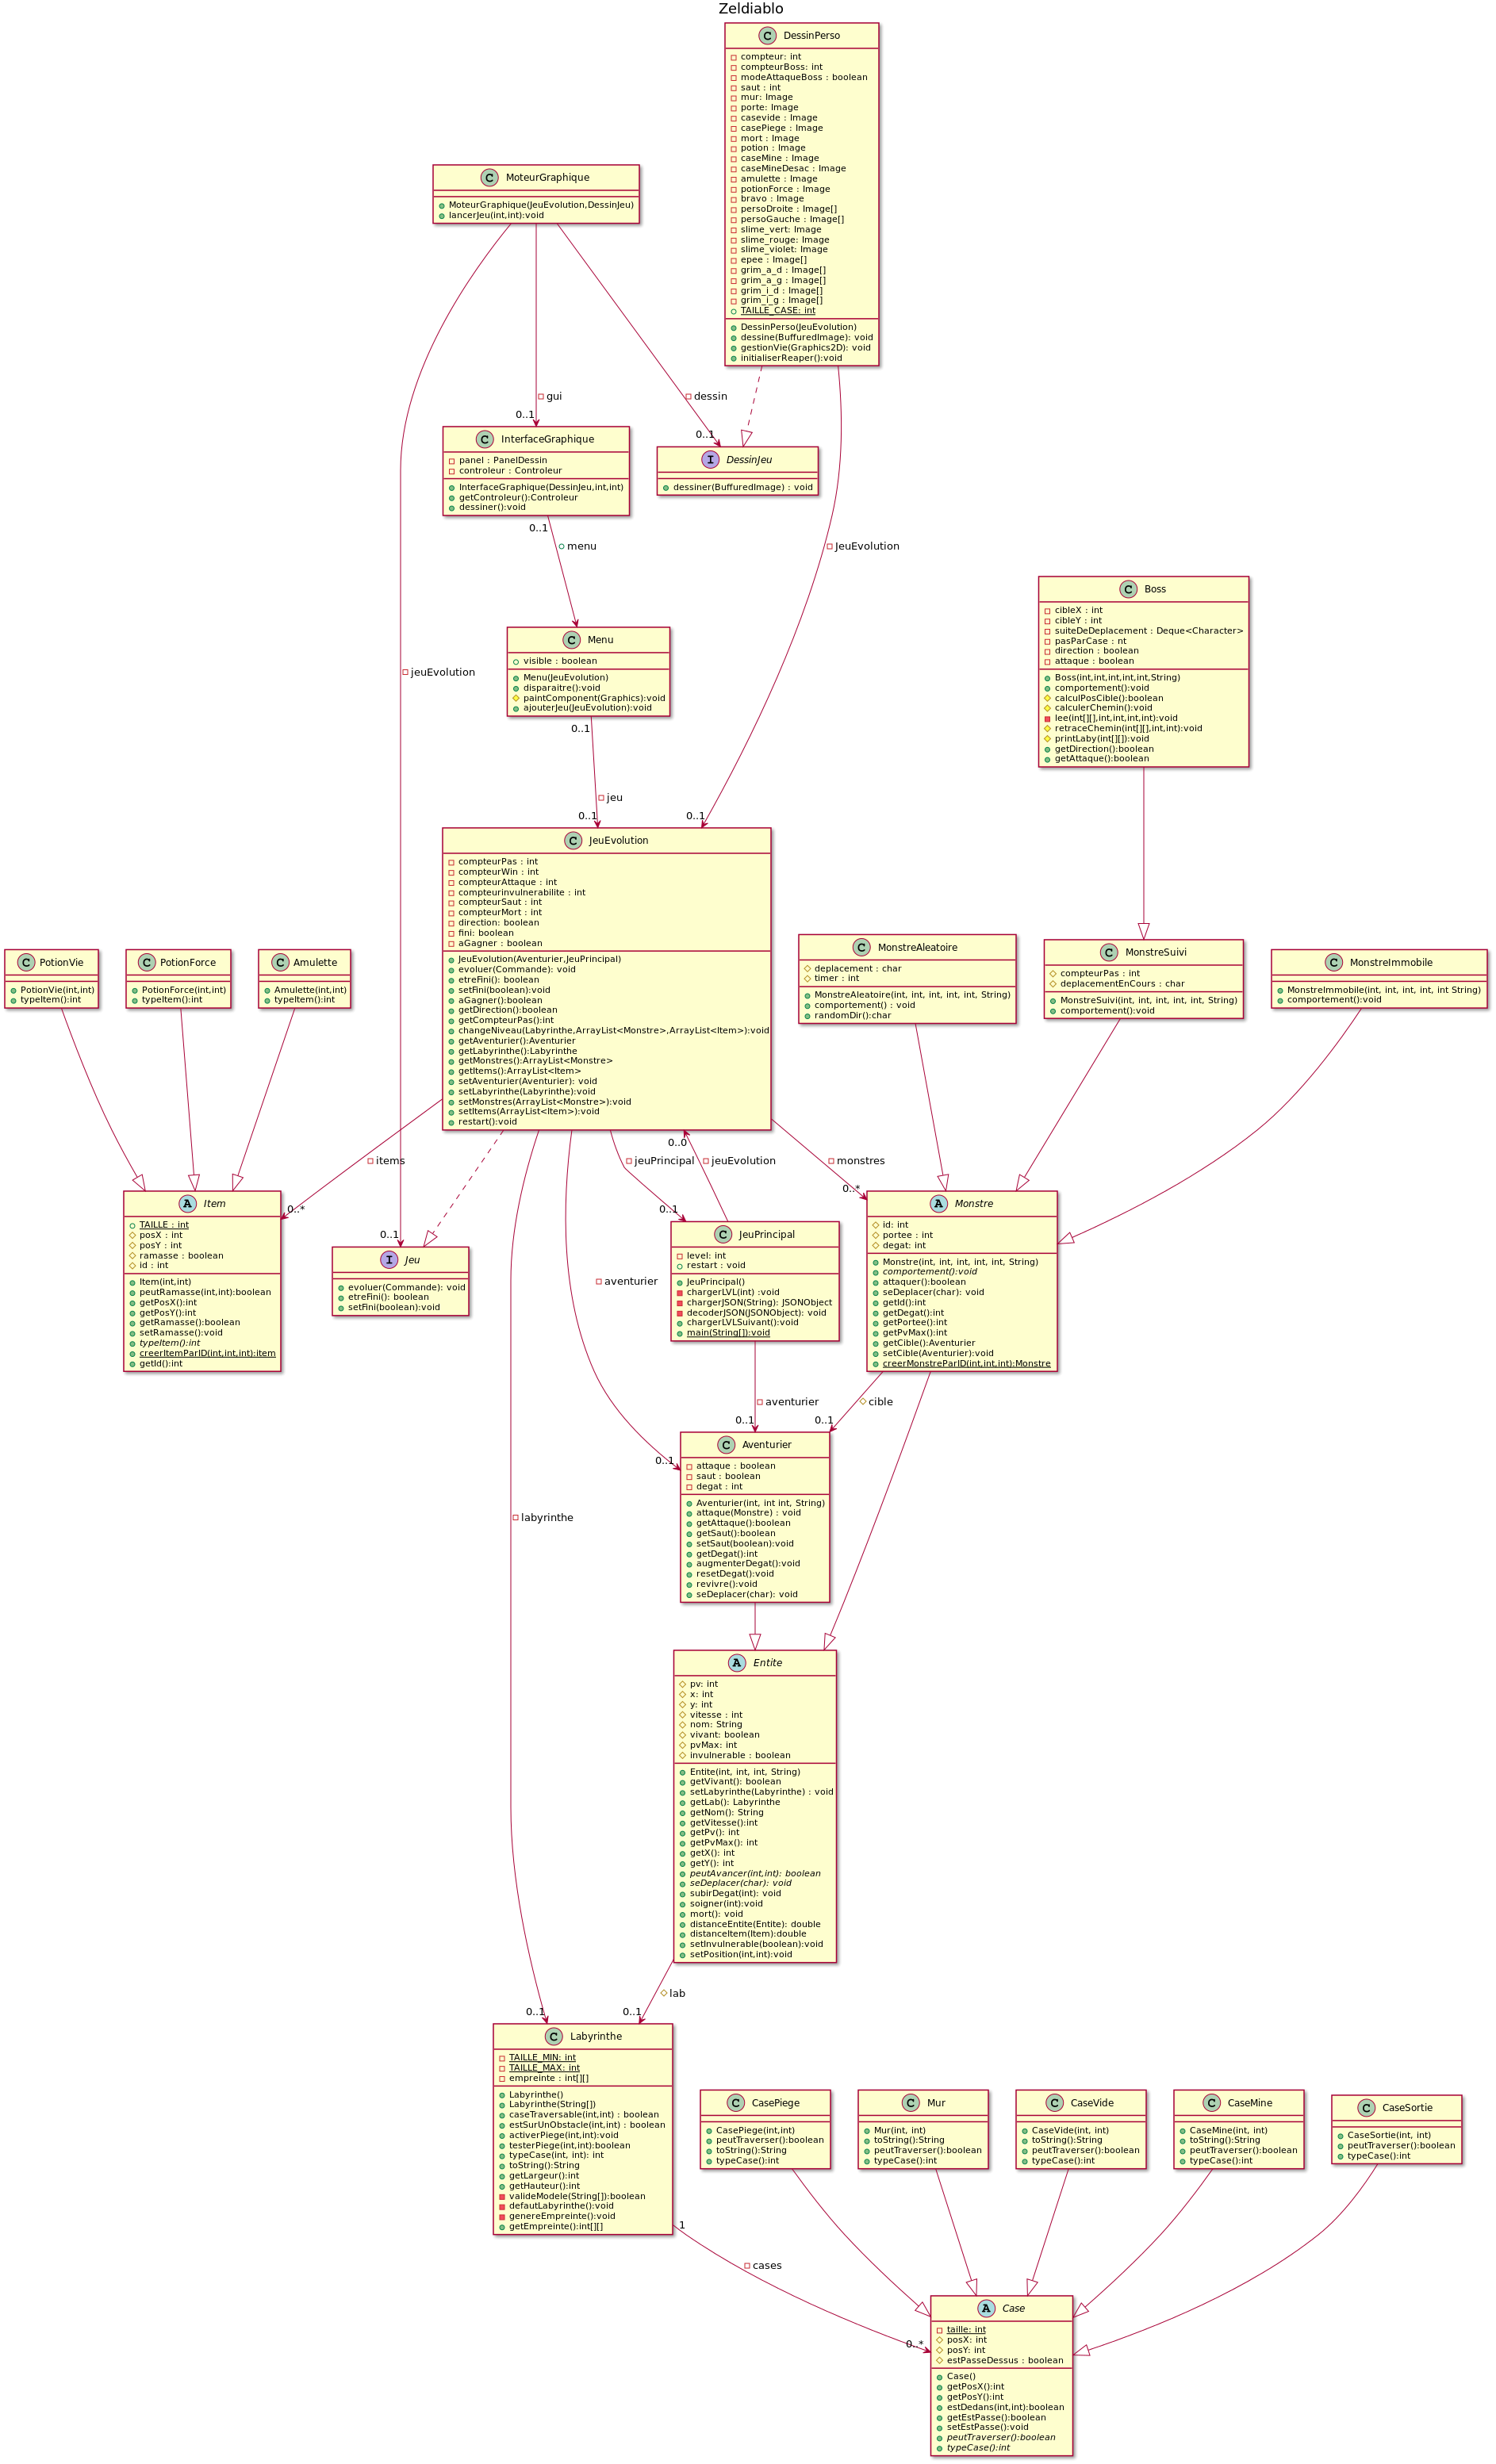 Zeldiablo
C DessinPerso
compteur: int
compteurBoss: int
modeAttaqueBoss : boolean
saut : int
mur: Image
porte: Image
casevide : Image
casePiege : Image
mort : Image
potion : Image
caseMine : Image
caseMineDesac : Image
amulette : Image
potionForce : Image
bravo : Image
persoDroite : Image[]
persoGauche : Image[]
slime_vert: Image
slime_rouge: Image
slime_violet: Image
epee : Image[]
grim_a_d : Image[]
grim_a_g : Image[]
grim_i_d : Image[]
grim_i_g : Image[]
TAILLE_CASE: int
DessinPerso(JeuEvolution)
dessine(BuffuredImage): void
gestionVie(Graphics2D): void
initialiserReaper():void
C MoteurGraphique
MoteurGraphique(JeuEvolution,DessinJeu)
lancerJeu(int,int):void
gui
dessin
0..1
0..1
C InterfaceGraphique
panel : PanelDessin
controleur : Controleur
InterfaceGraphique(DessinJeu,int,int)
getControleur():Controleur
dessiner():void
I DessinJeu
dessiner(BuffuredImage) : void
0..1
menu
JeuEvolution
C Menu
visible : boolean
Menu(JeuEvolution)
disparaitre():void
paintComponent(Graphics):void
ajouterJeu(JeuEvolution):void
jeuEvolution
C Boss
cibleX : int
cibleY : int
suiteDeDeplacement : Deque<Character>
pasParCase : nt
direction : boolean
attaque : boolean
Boss(int,int,int,int,int,String)
comportement():void
calculPosCible():boolean
calculerChemin():void
lee(int[][],int,int,int,int):void
retraceChemin(int[][],int,int):void
printLaby(int[][]):void
getDirection():boolean
getAttaque():boolean
0..1
jeu
0..1
0..1
C JeuEvolution
compteurPas : int
compteurWin : int
compteurAttaque : int
compteurinvulnerabilite : int
compteurSaut : int
compteurMort : int
direction: boolean
fini: boolean
aGagner : boolean
JeuEvolution(Aventurier,JeuPrincipal)
evoluer(Commande): void
etreFini(): boolean
setFini(boolean):void
aGagner():boolean
getDirection():boolean
getCompteurPas():int
changeNiveau(Labyrinthe,ArrayList<Monstre>,ArrayList<Item>):void
getAventurier():Aventurier
getLabyrinthe():Labyrinthe
getMonstres():ArrayList<Monstre>
getItems():ArrayList<Item>
setAventurier(Aventurier): void
setLabyrinthe(Labyrinthe):void
setMonstres(ArrayList<Monstre>):void
setItems(ArrayList<Item>):void
restart():void
C PotionVie
PotionVie(int,int)
typeItem():int
C PotionForce
PotionForce(int,int)
typeItem():int
C Amulette
Amulette(int,int)
typeItem():int
C MonstreAleatoire
deplacement : char
timer : int
MonstreAleatoire(int, int, int, int, int, String)
comportement() : void
randomDir():char
C MonstreSuivi
compteurPas : int
deplacementEnCours : char
MonstreSuivi(int, int, int, int, int, String)
comportement():void
C MonstreImmobile
MonstreImmobile(int, int, int, int, int String)
comportement():void
items
0..*
0..1
jeuPrincipal
0..1
0..0
jeuEvolution
monstres
0..*
A Item
TAILLE : int
posX : int
posY : int
ramasse : boolean
id : int
Item(int,int)
peutRamasse(int,int):boolean
getPosX():int
getPosY():int
getRamasse():boolean
setRamasse():void
typeItem():int
creerItemParID(int,int,int):item
getId():int
I Jeu
evoluer(Commande): void
etreFini(): boolean
setFini(boolean):void
aventurier
C JeuPrincipal
level: int
restart : void
JeuPrincipal()
chargerLVL(int) :void
chargerJSON(String): JSONObject
decoderJSON(JSONObject): void
chargerLVLSuivant():void
main(String[]):void
A Monstre
id: int
portee : int
degat: int
Monstre(int, int, int, int, int, String)
comportement():void
attaquer():boolean
seDeplacer(char): void
getId():int
getDegat():int
getPortee():int
getPvMax():int
getCible():Aventurier
setCible(Aventurier):void
creerMonstreParID(int,int,int):Monstre
aventurier
0..1
cible
0..1
0..1
C Aventurier
attaque : boolean
saut : boolean
degat : int
Aventurier(int, int int, String)
attaque(Monstre) : void
getAttaque():boolean
getSaut():boolean
setSaut(boolean):void
getDegat():int
augmenterDegat():void
resetDegat():void
revivre():void
seDeplacer(char): void
labyrinthe
A Entite
pv: int
x: int
y: int
vitesse : int
nom: String
vivant: boolean
pvMax: int
invulnerable : boolean
Entite(int, int, int, String)
getVivant(): boolean
setLabyrinthe(Labyrinthe) : void
getLab(): Labyrinthe
getNom(): String
getVitesse():int
getPv(): int
getPvMax(): int
getX(): int
getY(): int
peutAvancer(int,int): boolean
seDeplacer(char): void
subirDegat(int): void
soigner(int):void
mort(): void
distanceEntite(Entite): double
distanceItem(Item):double
setInvulnerable(boolean):void
setPosition(int,int):void
lab
0..1
0..1
C Labyrinthe
TAILLE_MIN: int
TAILLE_MAX: int
empreinte : int[][]
Labyrinthe()
Labyrinthe(String[])
caseTraversable(int,int) : boolean
estSurUnObstacle(int,int) : boolean
activerPiege(int,int):void
testerPiege(int,int):boolean
typeCase(int, int): int
toString():String
getLargeur():int
getHauteur():int
valideModele(String[]):boolean
defautLabyrinthe():void
genereEmpreinte():void
getEmpreinte():int[][]
C CasePiege
CasePiege(int,int)
peutTraverser():boolean
toString():String
typeCase():int
C Mur
Mur(int, int)
toString():String
peutTraverser():boolean
typeCase():int
C CaseVide
CaseVide(int, int)
toString():String
peutTraverser():boolean
typeCase():int
C CaseMine
CaseMine(int, int)
toString():String
peutTraverser():boolean
typeCase():int
C CaseSortie
CaseSortie(int, int)
peutTraverser():boolean
typeCase():int
1
cases
0..*
A Case
taille: int
posX: int
posY: int
estPasseDessus : boolean
Case()
getPosX():int
getPosY():int
estDedans(int,int):boolean
getEstPasse():boolean
setEstPasse():void
peutTraverser():boolean
typeCase():int